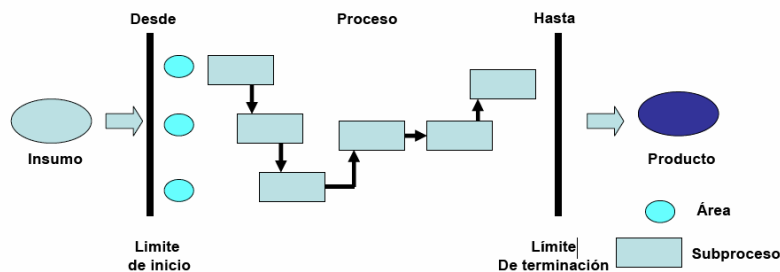 Desde
Proceso
Hasta
Insumo
Producto
Área
Limite
de inicio
Límite
De terminación
Subproceso